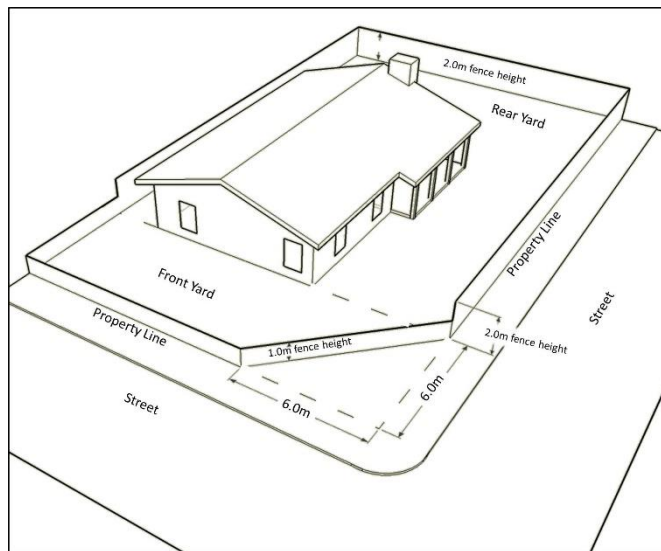 2.0m fence height
Rear Yard
Property Line
Front Yard
Street
Property Line
2.0m fence height
1.0m fence height
6.0m
6.0m
Street